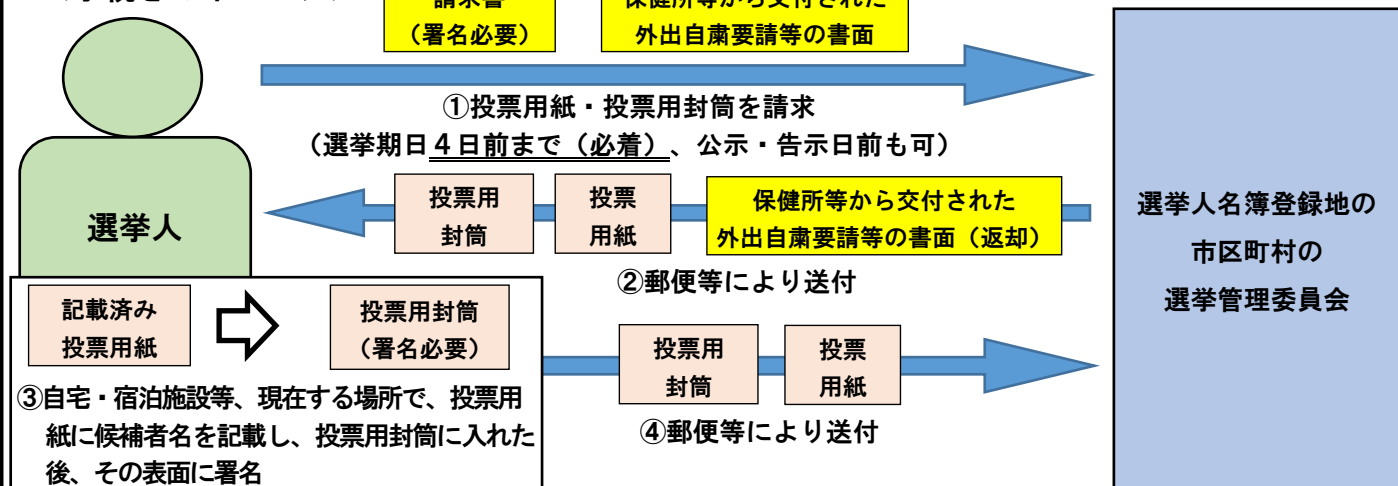 請求書
（署名必要）
保健所等から交付された
外出自粛要請等の書面
①投票用紙・投票用封筒を請求
（選挙期日４日前まで（必着）、公示・告示日前も可）
選挙人
投票用
封筒
投票
用紙
保健所等から交付された
外出自粛要請等の書面（返却）
②郵便等により送付
選挙人名簿登録地の
市区町村の
選挙管理委員会
記載済み
投票用紙
投票用封筒
（署名必要）
③自宅・宿泊施設等、現在する場所で、投票用
紙に候補者名を記載し、投票用封筒に入れた
後、その表面に署名
投票用
封筒
投票
用紙
④郵便等により送付